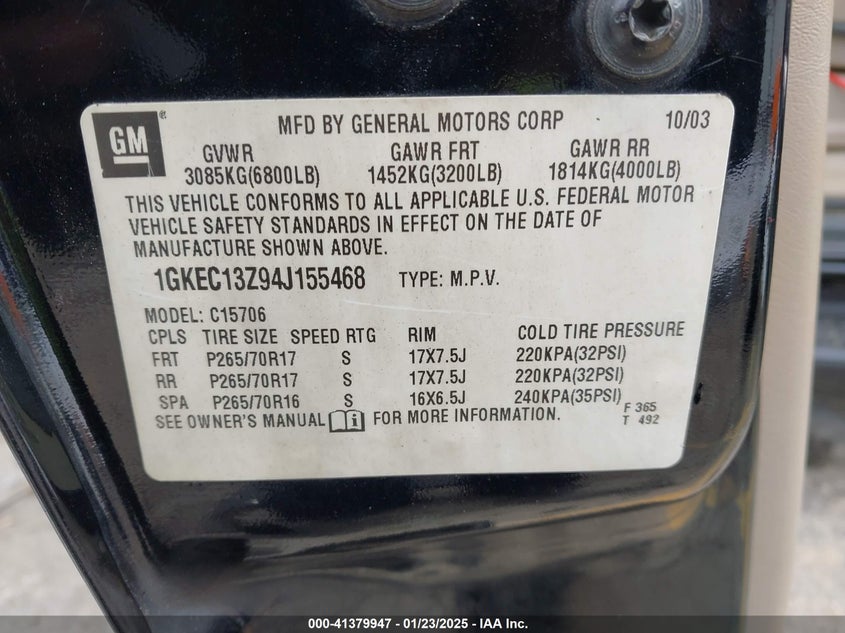 GM ®
MFD BY GENERAL MOTORS CORP 10/03
GVWR GAWR FRT GAWR RR
3085KG(6800LB) 1452KG(3200LB) 1814KG(4000LB)
THIS VEHICLE CONFORMS TO ALL APPLICABLE U.S. FEDERAL MOTOR
VEHICLE SAFETY STANDARDS IN EFFECT ON THE DATE OF
MANUFACTURE SHOWN ABOVE.
1GKEC13Z94J155468 TYPE: M.P.V.
MODEL: C15706
CPLS TIRE SIZE SPEED RTG RIM COLD TIRE PRESSURE
FRT P265/70R17 S 17X7.5J 220KPA(32PSI)
RR P265/70R17 S 17X7.5J 220KPA(32PSI)
SPA P265/70R16 S 16X6.5J 240KPA(35PSI)
SEE OWNER'S MANUAL i FOR MORE INFORMATION.
F 365
T 492
000-41379947 - 01/23/2025 - IAA Inc.